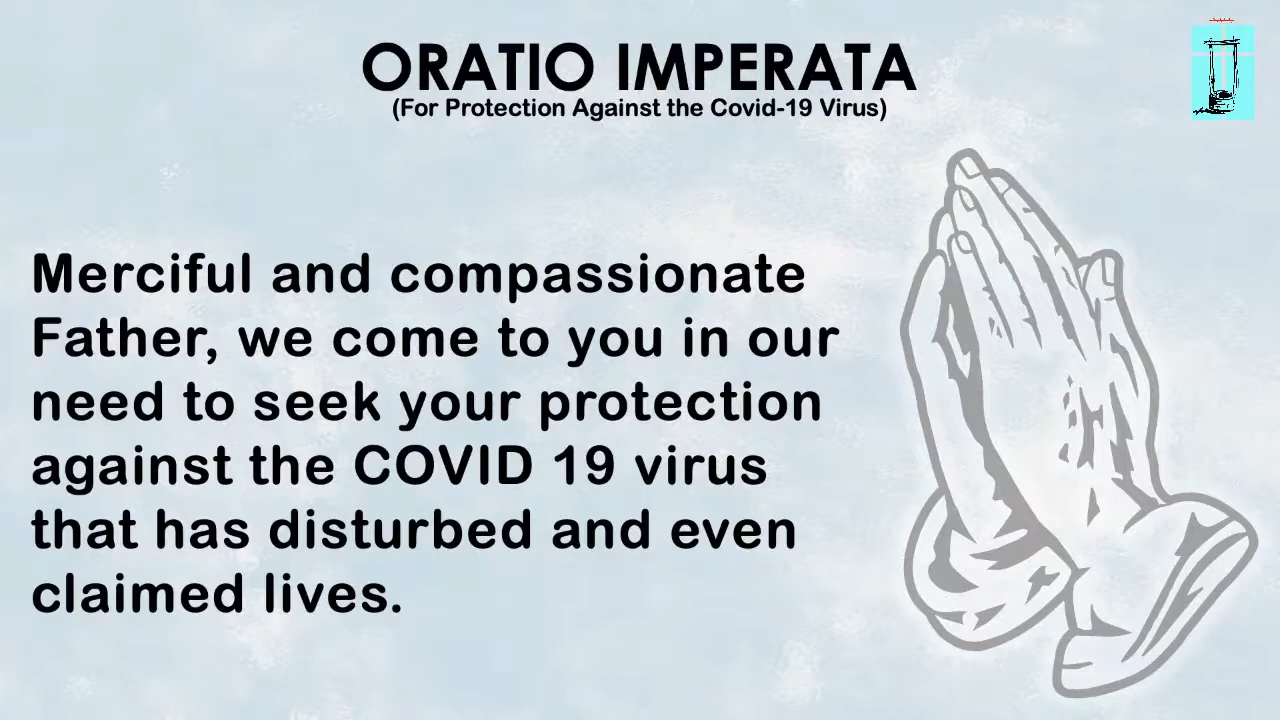 ORATIO IMPERATA
(For Protection Against the Covid-19 Virus)
Merciful and compassionate
Father, we come to you in our
need to seek your protection
against the COVID 19 virus
that has disturbed and even
claimed lives.